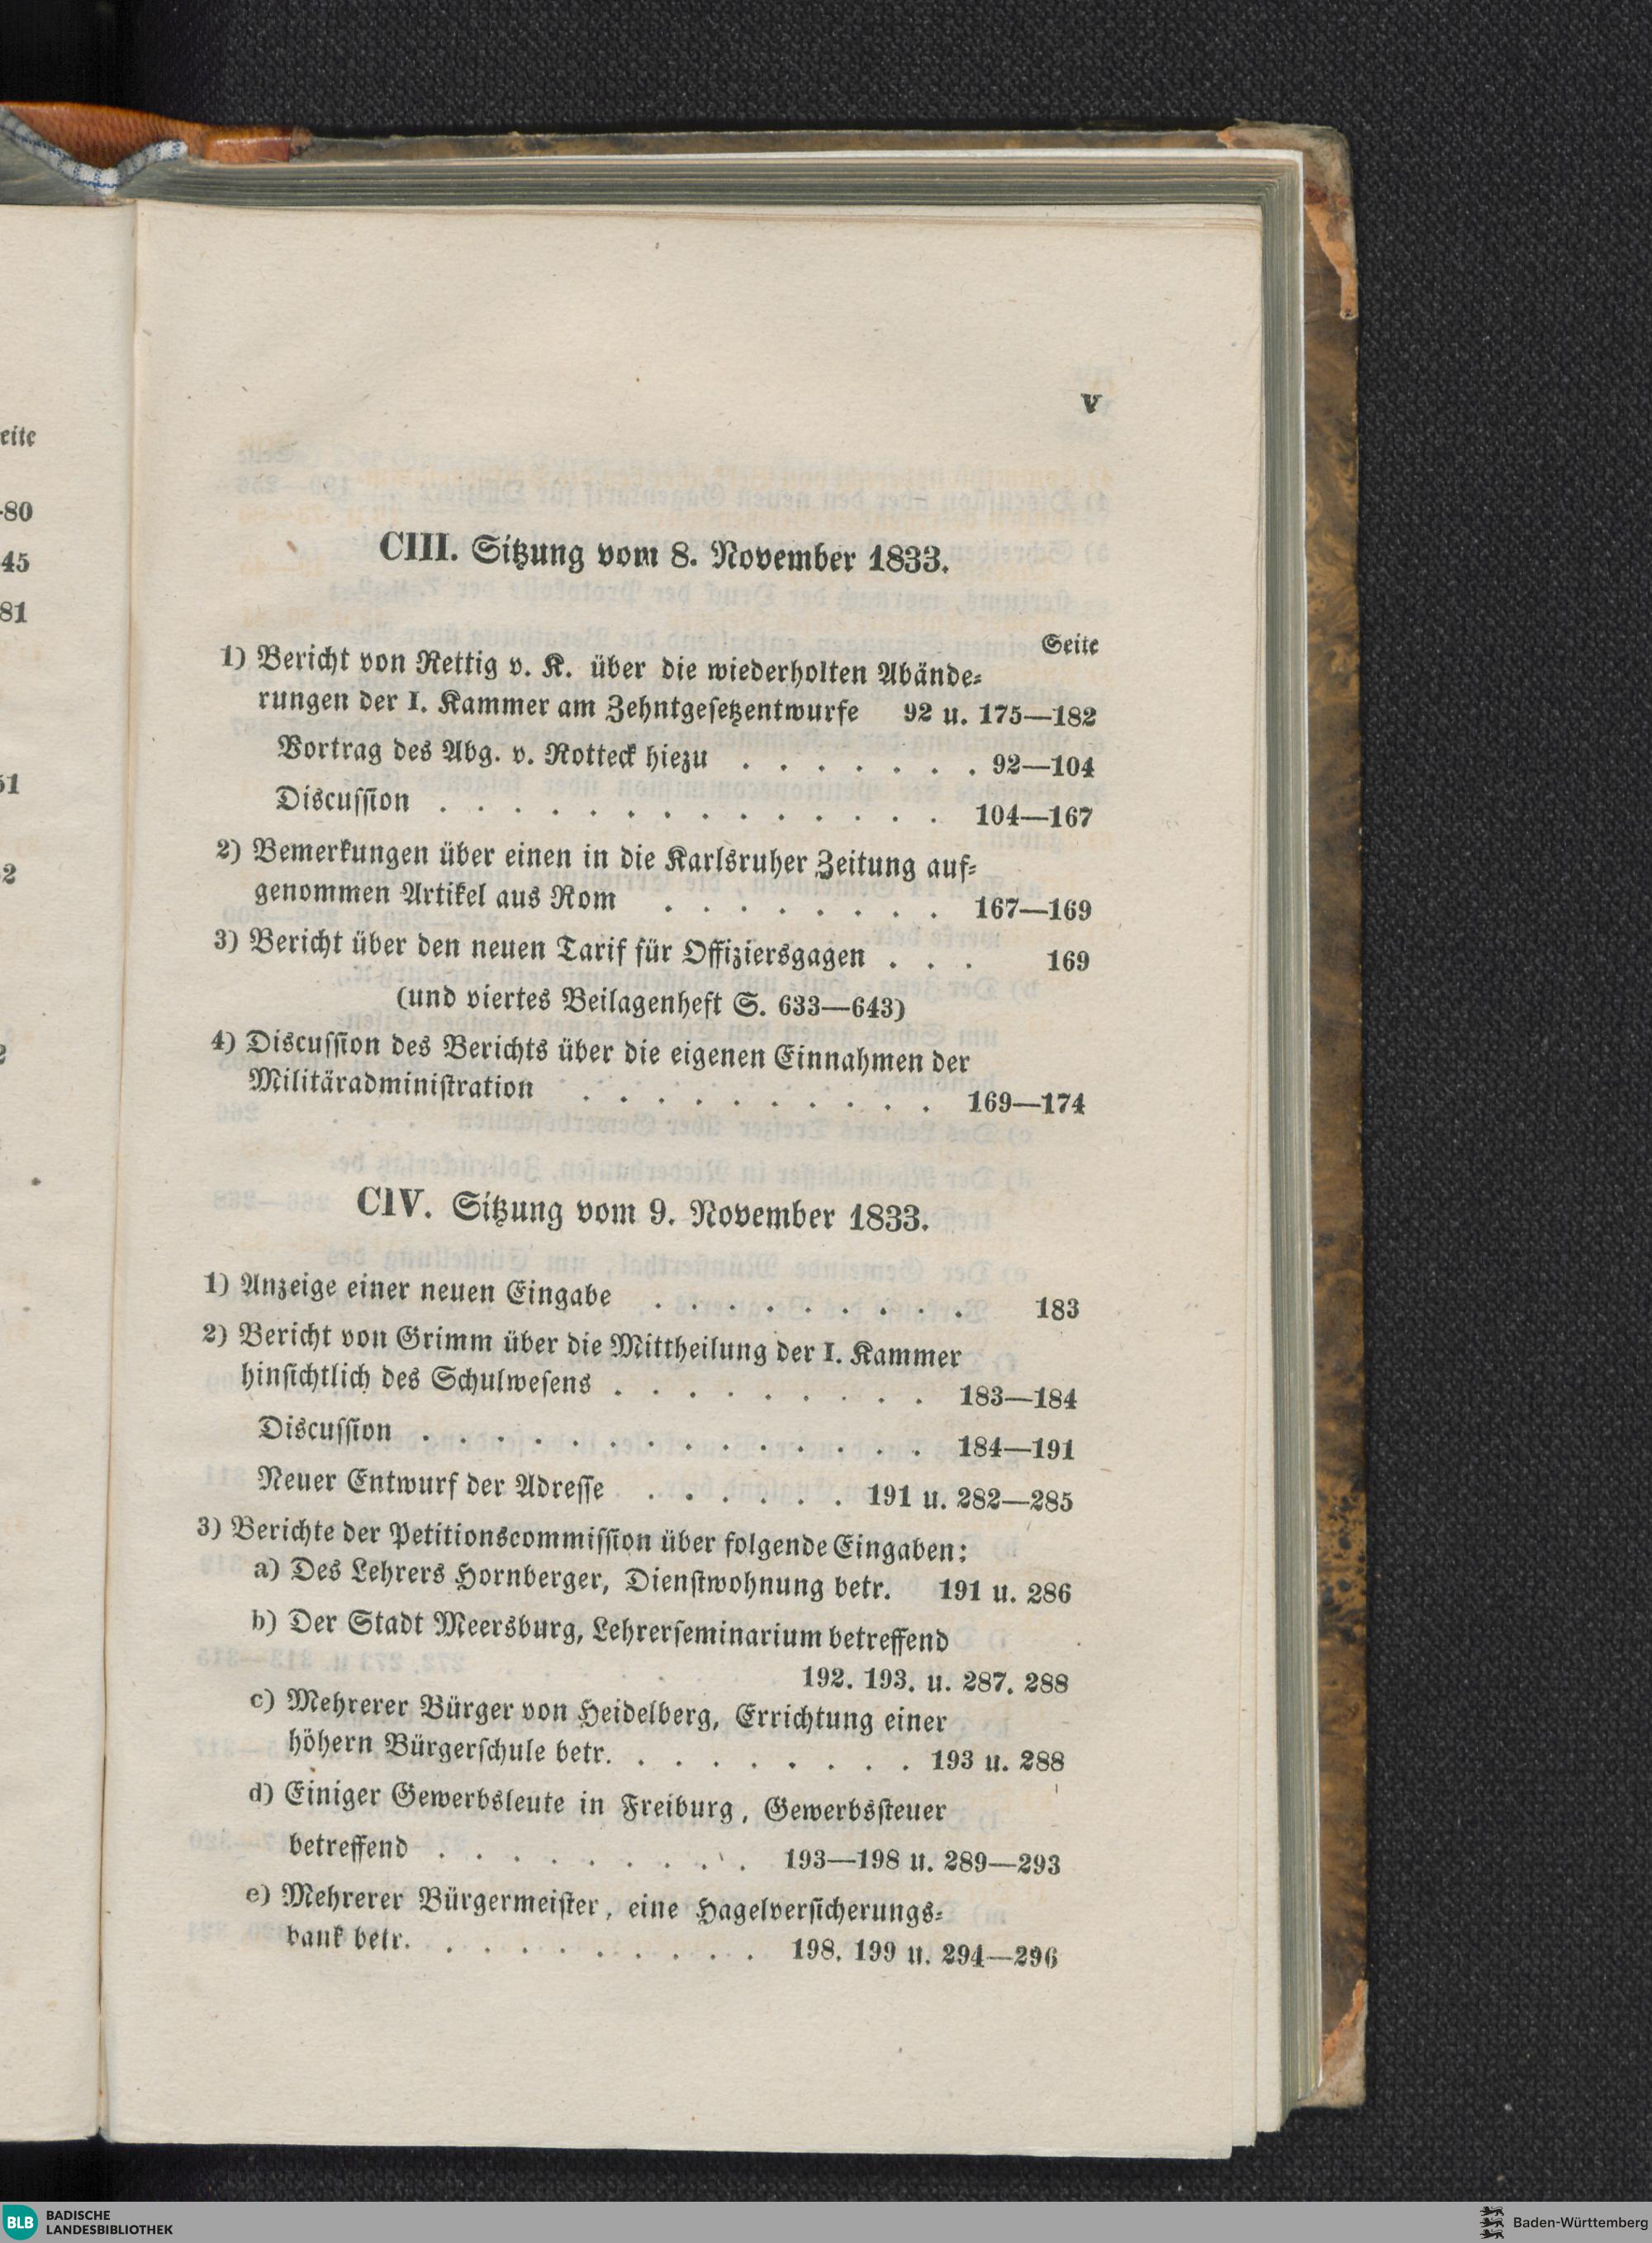 eite
-80
45
81
51
2
2
V
CIII. Sitzung vom 8. November 1833.
Seite
1) Bericht von Rettig v. K. über die wiederholten Abände-
rungen der I. Kammer am Zehntgesetzentwurfe 92 u. 175—182
Vortrag des Abg. v. Rotteck hiezu . . . . . . . 92—104
Discussion . . . . . . . . . . . . . . 104—167
2) Bemerkungen über einen in die Karlsruher Zeitung auf-
genommen Artikel aus Rom . . . . . . . . 167—169
3) Bericht über den neuen Tarif für Offiziersgagen . . . 169
(und viertes Beilagenheft S. 633—643)
4) Discussion des Berichts über die eigenen Einnahmen der
Militäradministration . . . . . . . . . . 169—174
CIV. Sitzung vom 9. November 1833.
1) Anzeige einer neuen Eingabe . . . . . . . . . 183
2) Bericht von Grimm über die Mittheilung der I. Kammer
hinsichtlich des Schulwesens . . . . . . . . . 183—184
Discussion . . . . . . . . . . . . . . 184—191
Neuer Entwurf der Adresse . . . . . . 191 u. 282—285
3) Berichte der Petitionscommission über folgende Eingaben:
a) Des Lehrers Hornberger, Dienstwohnung betr. 191 u. 286
b) Der Stadt Meersburg, Lehrerseminarium betreffend
192. 193. u. 287. 288
c) Mehrerer Bürger von Heidelberg, Errichtung einer
höhern Bürgerschule betr. . . . . . . . . 193 u. 288
d) Einiger Gewerbsleute in Freiburg, Gewerbssteuer
betreffend . . . . . . . . . 193—198 u. 289—293
e) Mehrerer Bürgermeister, eine Hagelversicherungs-
bank betr. . . . . . . . . . 198. 199 u. 294—296
BLB BADISCHE
LANDESBIBLIOTHEK
Baden-Württemberg